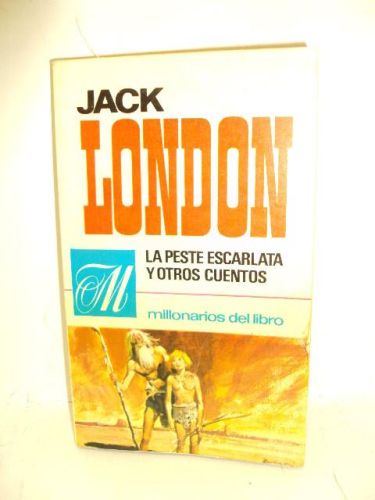 JACK
LONDON
LA PESTE ESCARLATA
Y OTROS CUENTOS
M
millonarios del libro